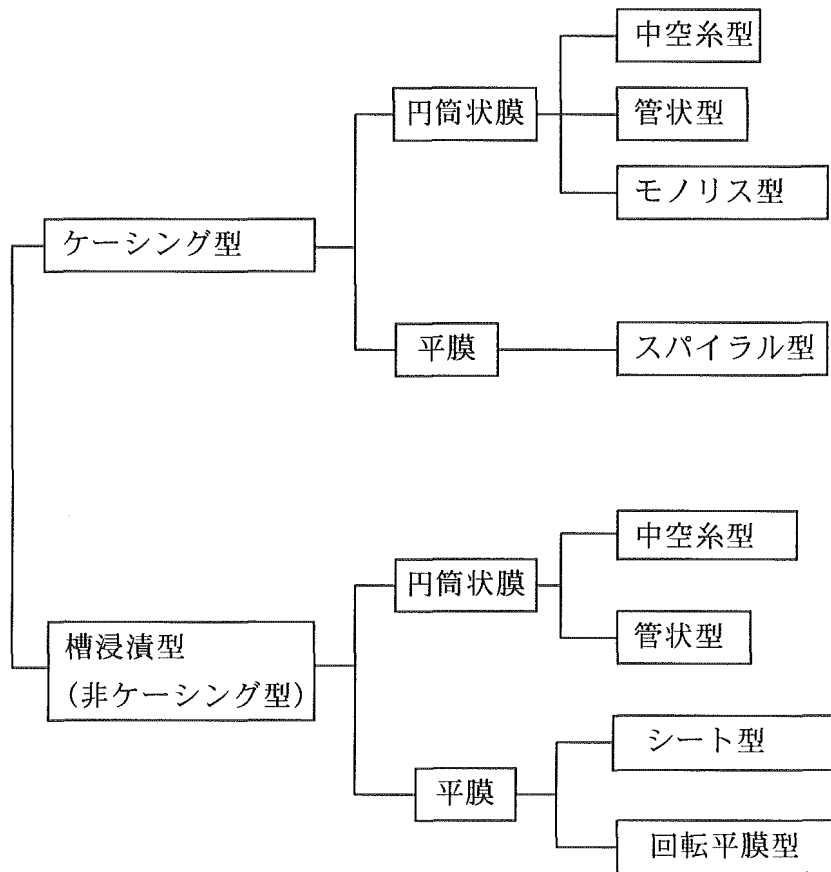 中空糸型
円筒状膜
管状型
モノリス型
ケーシング型
平膜
スパイラル型
中空糸型
円筒状膜
管状型
槽浸漬型
(非ケーシング型)
シート型
平膜
回転平膜型